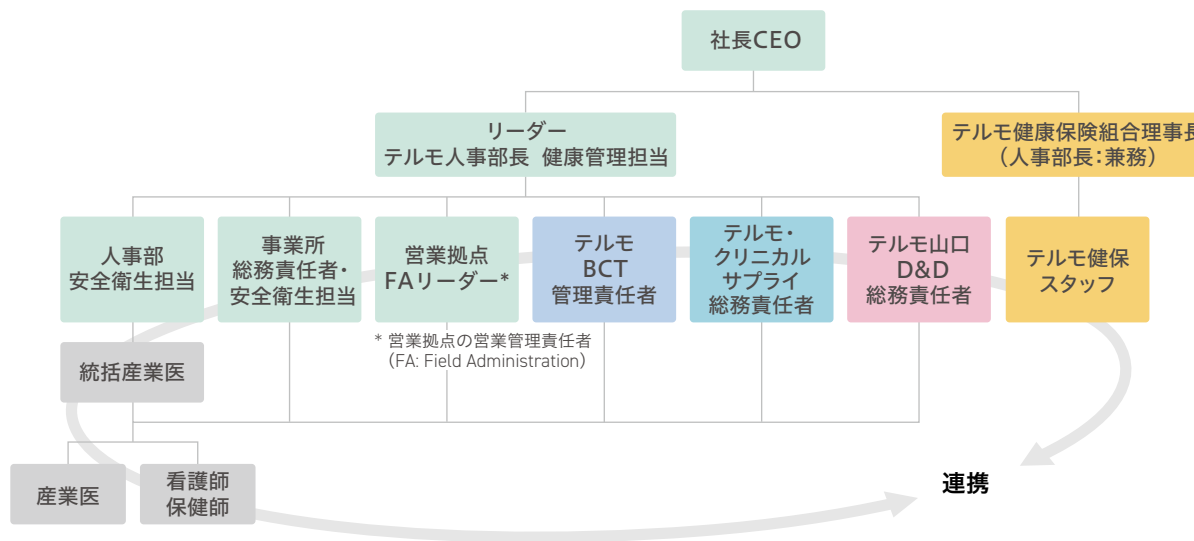 社長CEO
リーダー
テルモ人事部長 健康管理担当
テルモ健康保険組合理事長
（人事部長：兼務）
人事部
安全衛生担当
事業所
総務責任者・
安全衛生担当
営業拠点
FAリーダー*
テルモ
BCT
管理責任者
テルモ・
クリニカル
サプライ
総務責任者
テルモ山口
D&D
総務責任者
テルモ健保
スタッフ
* 営業拠点の営業管理責任者
（FA: Field Administration）
統括産業医
産業医
看護師
保健師
連携